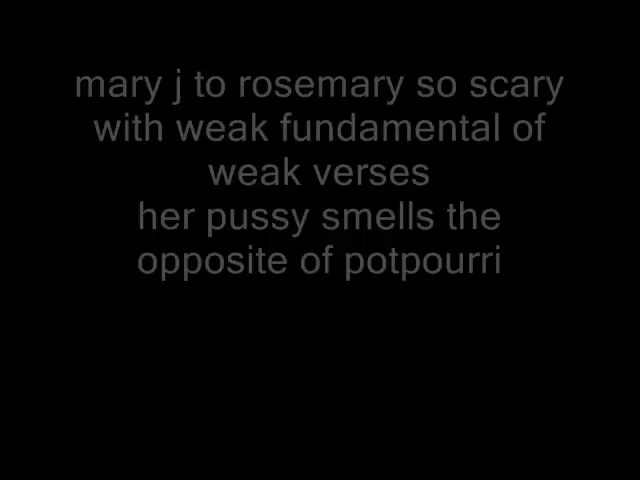 mary j to rosemary so scary
with weak fundamental of
weak verses
her pussy smells the
opposite of potpourri